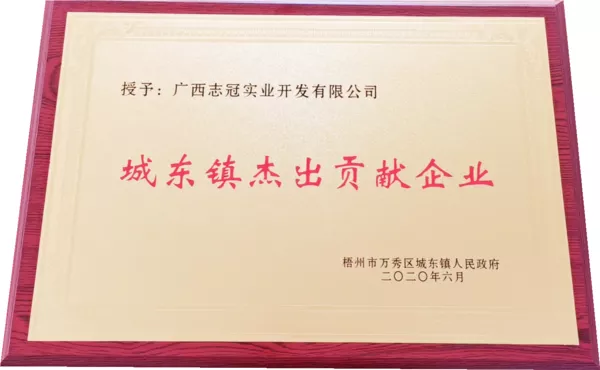 授予：广西志冠实业开发有限公司
城东镇杰出贡献企业
梧州市万秀区城东镇人民政府
二〇二〇年六月